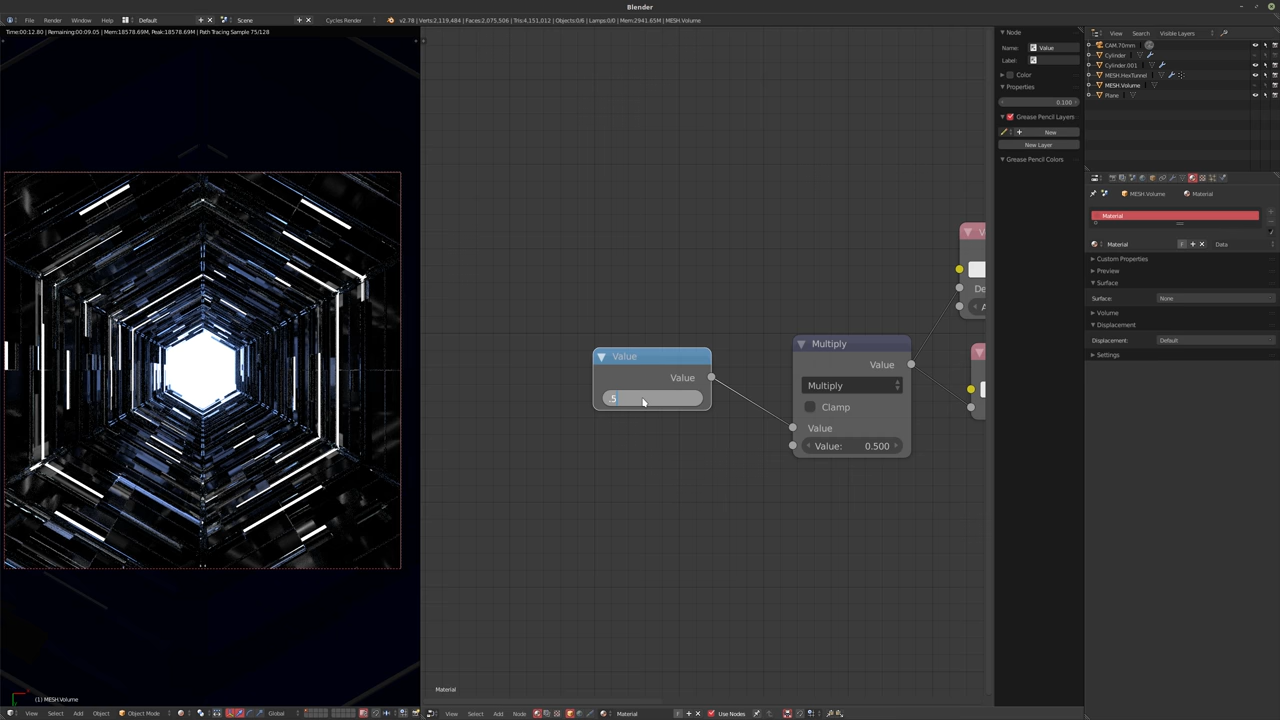 Blender
File Render Window Help Default Scene Cycles Render v2.78 | Verts:2,119,484 | Faces:2,075,506 | Tris:4,151,012 | Objects:0/6 | Lamps:0/0 | Mem:2941.65M | MESH.Volume
Time:00:12.80 | Remaining:00:09.05 | Mem:18578.69M, Peak:18578.69M | Path Tracing Sample 75/128
Node
Name: Value
Label:
Color
Properties
0.100
Grease Pencil Layers
New
New Layer
Grease Pencil Colors
View Search Visible Layers
CAM.70mm
Cylinder
Cylinder.001
MESH.HexTunnel
MESH.Volume
Plane
MESH.Volume Material
Material
Material F Data
Custom Properties
Preview
Surface
Surface: None
Volume
Displacement
Displacement: Default
Settings
Value
Value
.5
Multiply
Value
Multiply
Clamp
Value
Value: 0.500
V
De
A
Material
(1) MESH.Volume
View Select Add Object Object Mode Global
View Select Add Node Material F Use Nodes